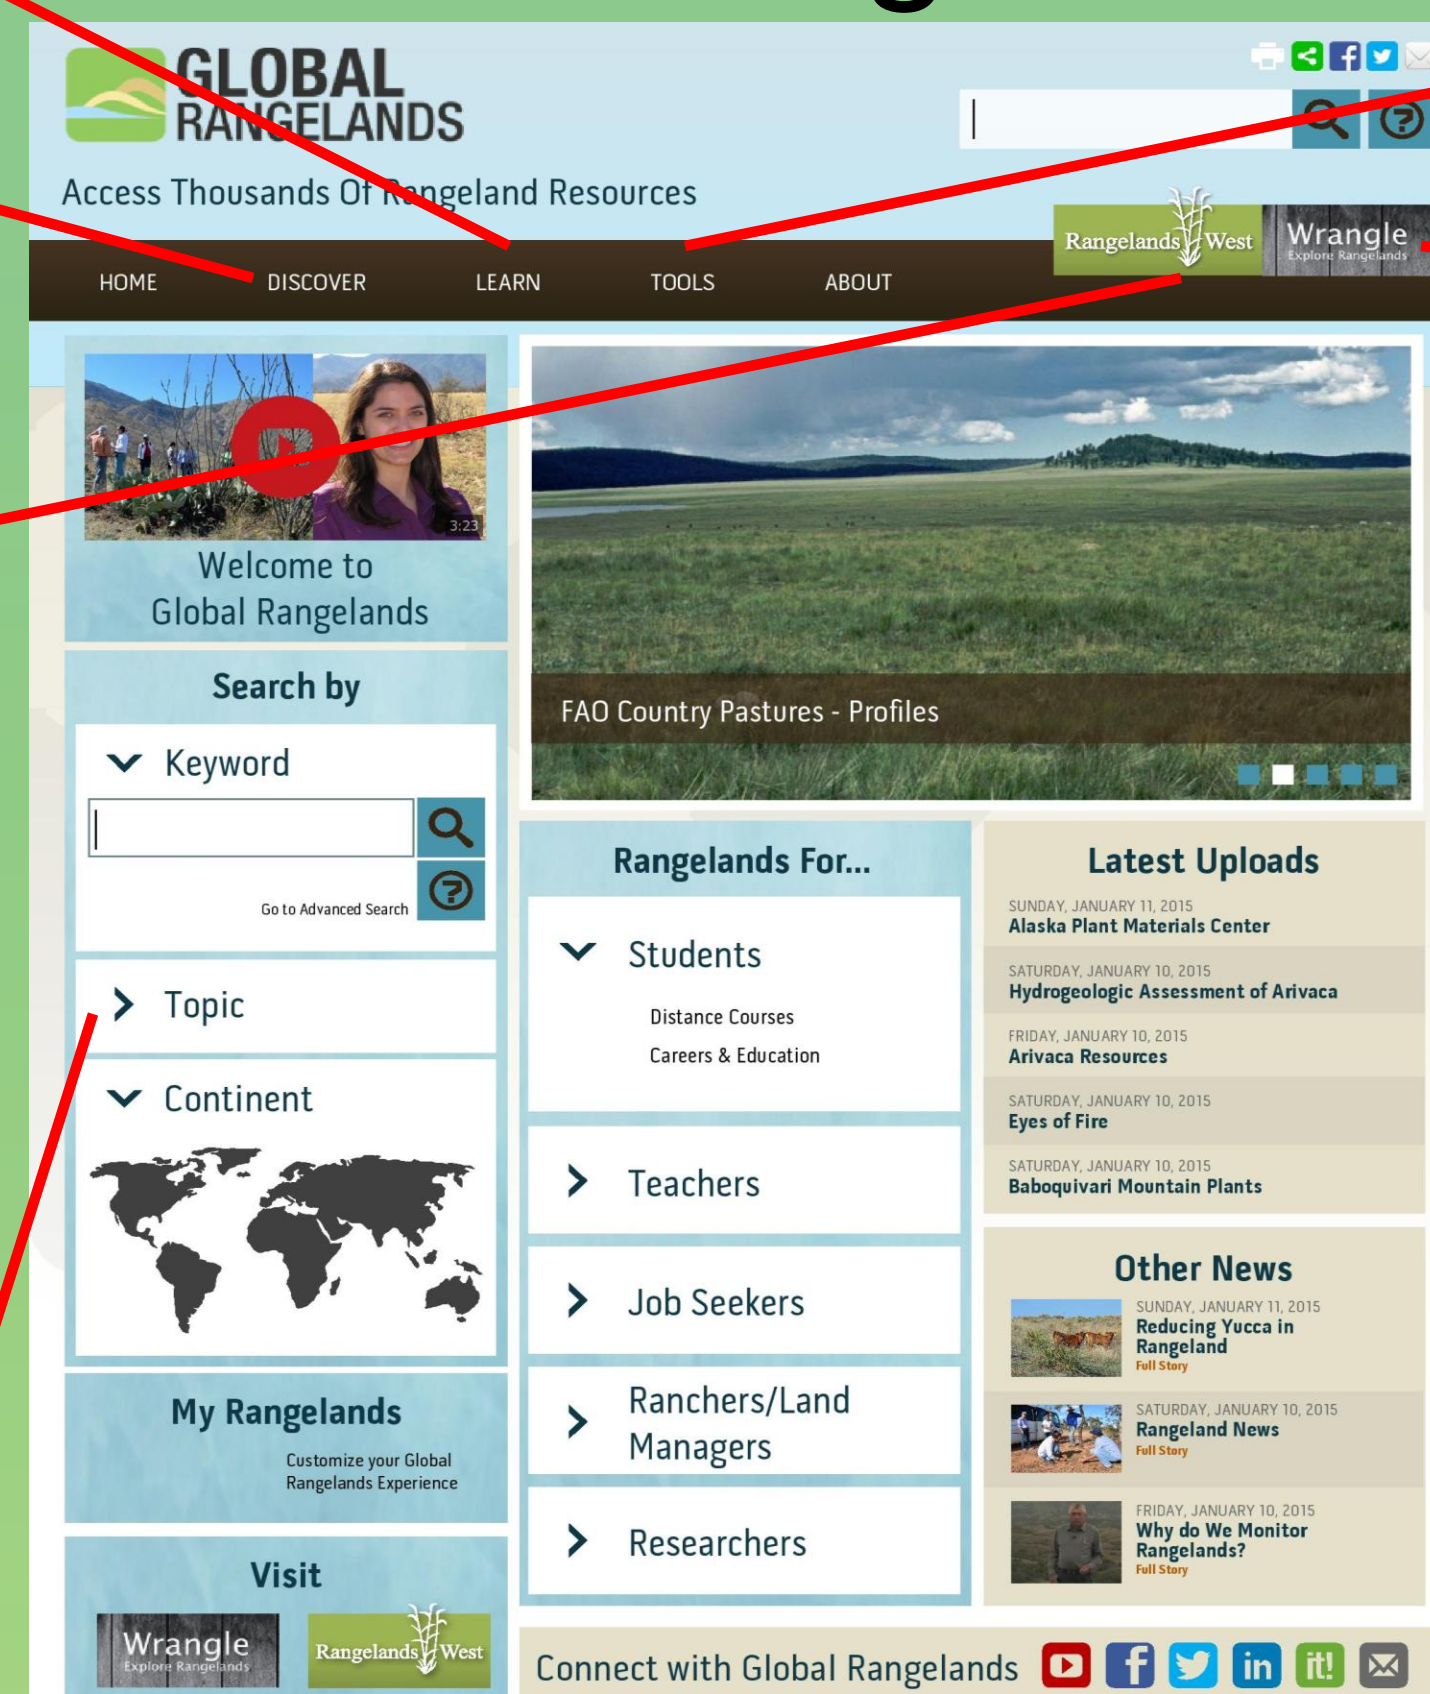 GLOBAL
RANGELANDS
Access Thousands Of Rangeland Resources
Rangelands West
Wrangle
Explore Rangelands
HOME
DISCOVER
LEARN
TOOLS
ABOUT
3:23
Welcome to
Global Rangelands
FAO Country Pastures - Profiles
Search by
Keyword
Go to Advanced Search
Topic
Continent
My Rangelands
Customize your Global
Rangelands Experience
Visit
Wrangle
Explore Rangelands
Rangelands West
Rangelands For...
Students
Distance Courses
Careers & Education
Teachers
Job Seekers
Ranchers/Land
Managers
Researchers
Latest Uploads
SUNDAY, JANUARY 11, 2015
Alaska Plant Materials Center
SATURDAY, JANUARY 10, 2015
Hydrogeologic Assessment of Arivaca
FRIDAY, JANUARY 10, 2015
Arivaca Resources
SATURDAY, JANUARY 10, 2015
Eyes of Fire
SATURDAY, JANUARY 10, 2015
Baboquivari Mountain Plants
Other News
SUNDAY, JANUARY 11, 2015
Reducing Yucca in
Rangeland
Full Story
SATURDAY, JANUARY 10, 2015
Rangeland News
Full Story
FRIDAY, JANUARY 10, 2015
Why do We Monitor
Rangelands?
Full Story
Connect with Global Rangelands
in
it!